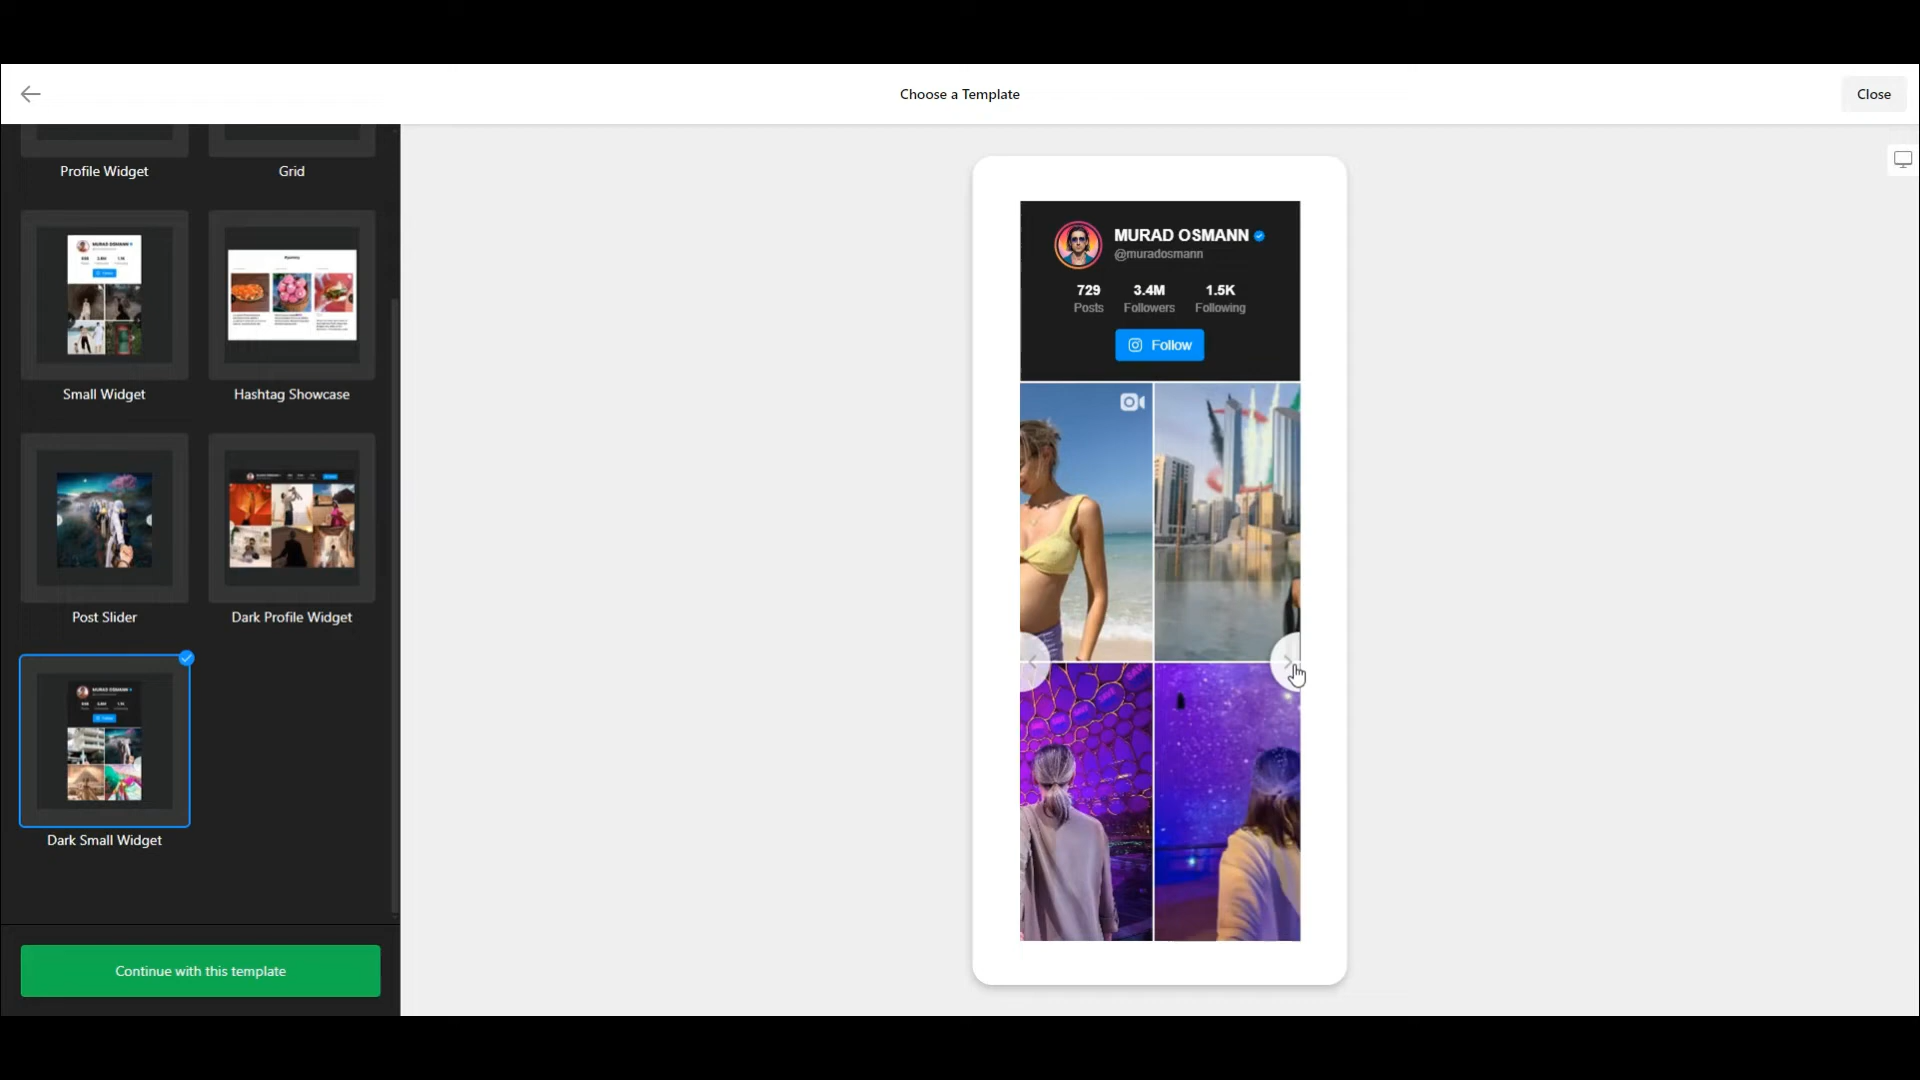 Choose a Template
Close
Profile Widget
Grid
Small Widget
Hashtag Showcase
Post Slider
Dark Profile Widget
Dark Small Widget
Continue with this template
MURAD OSMANN
@muradosmann
729 3.4M 1.5K
Posts Followers Following
Follow